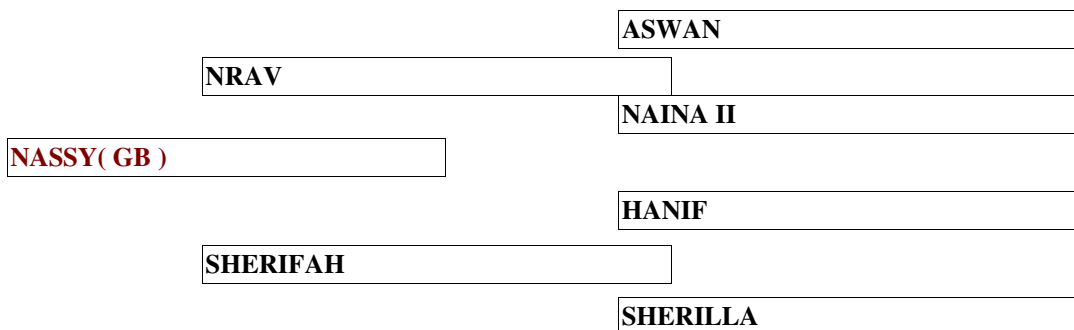 ASWAN
NRAV
NAINA II
NASSY( GB )
HANIF
SHERIFAH
SHERILLA